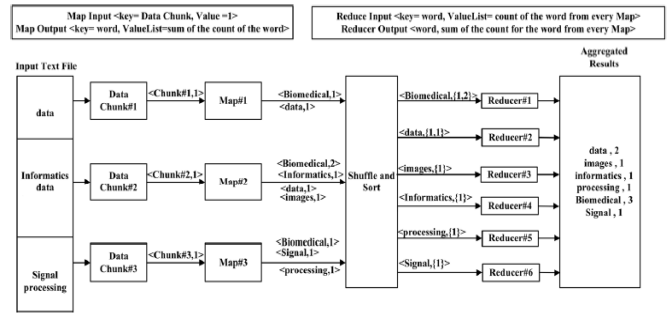 Map Input <key= Data Chunk, Value =1>
Map Output <key= word, ValueList=sum of the count of the word>
Reduce Input <key= word, ValueList= count of the word from every Map>
Reducer Output <word, sum of the count for the word from every Map>
Input Text File
data
Informatics
data
Signal
processing
Data
Chunk#1
Data
Chunk#2
Data
Chunk#3
<Chunk#1,1>
<Chunk#2,1>
<Chunk#3,1>
Map#1
Map#2
Map#3
<Biomedical,1>
<data,1>
<Biomedical,2>
<Informatics,1>
<data,1>
<images,1>
<Biomedical,1>
<Signal,1>
<processing,1>
Shuffle and
Sort
<Biomedical,{1,2}>
<data,{1,1}>
<images,{1}>
<Informatics,{1}>
<processing,{1}>
<Signal,{1}>
Reducer#1
Reducer#2
Reducer#3
Reducer#4
Reducer#5
Reducer#6
Aggregated
Results
data , 2
images , 1
informatics , 1
processing , 1
Biomedical , 3
Signal , 1